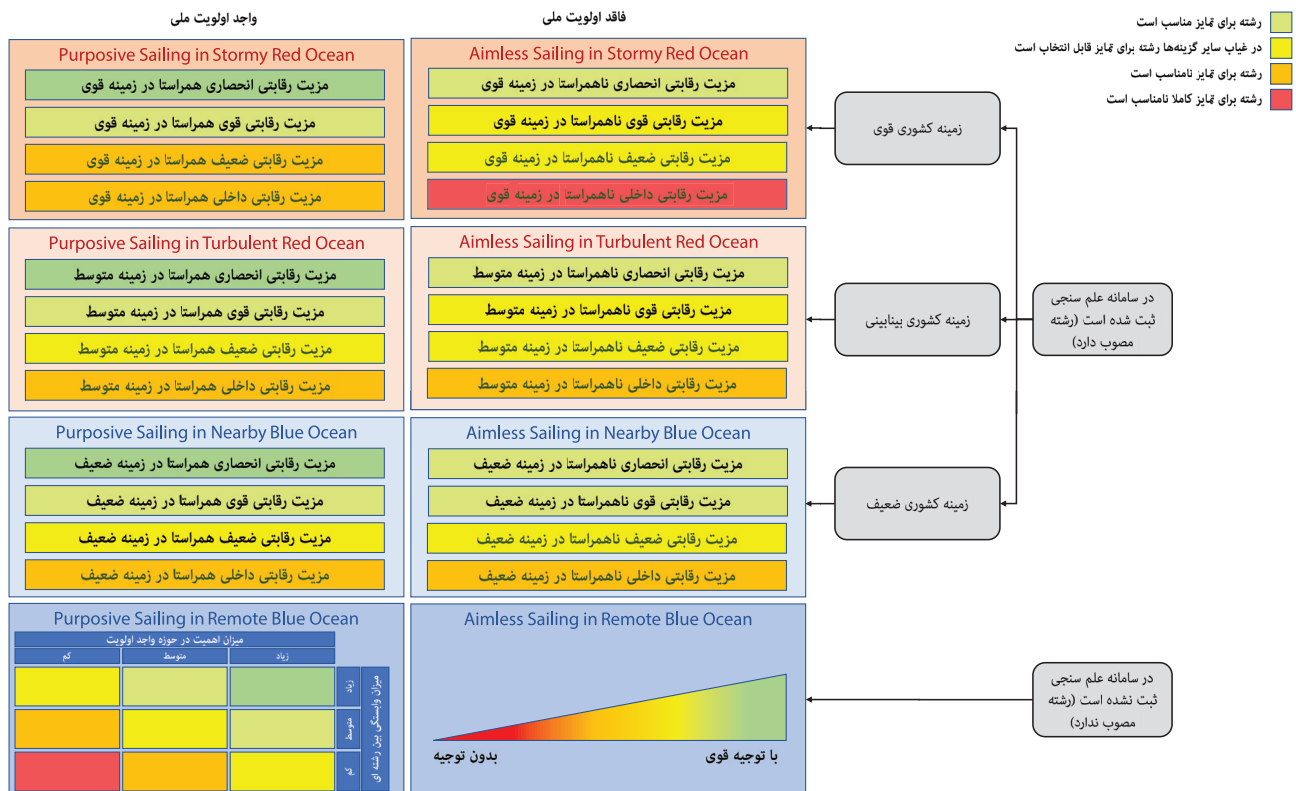 واجد اولویت ملی
فاقد اولویت ملی
رشته برای تمایز مناسب است
در غیاب سایر گزینه‌ها رشته برای تمایز قابل انتخاب است
رشته برای تمایز نامناسب است
رشته برای تمایز کاملا نامناسب است
Purposive Sailing in Stormy Red Ocean
مزیت رقابتی انحصاری همراستا در زمینه قوی
مزیت رقابتی قوی همراستا در زمینه قوی
مزیت رقابتی ضعیف همراستا در زمینه قوی
مزیت رقابتی داخلی همراستا در زمینه قوی
Aimless Sailing in Stormy Red Ocean
مزیت رقابتی انحصاری ناهمراستا در زمینه قوی
مزیت رقابتی قوی ناهمراستا در زمینه قوی
مزیت رقابتی ضعیف ناهمراستا در زمینه قوی
مزیت رقابتی داخلی ناهمراستا در زمینه قوی
زمینه کشوری قوی
Purposive Sailing in Turbulent Red Ocean
مزیت رقابتی انحصاری همراستا در زمینه متوسط
مزیت رقابتی قوی همراستا در زمینه متوسط
مزیت رقابتی ضعیف همراستا در زمینه متوسط
مزیت رقابتی داخلی همراستا در زمینه متوسط
Aimless Sailing in Turbulent Red Ocean
مزیت رقابتی انحصاری ناهمراستا در زمینه متوسط
مزیت رقابتی قوی ناهمراستا در زمینه متوسط
مزیت رقابتی ضعیف ناهمراستا در زمینه متوسط
مزیت رقابتی داخلی ناهمراستا در زمینه متوسط
زمینه کشوری بینابینی
در سامانه علم سنجی
ثبت شده است (رشته
مصوب دارد)
Purposive Sailing in Nearby Blue Ocean
مزیت رقابتی انحصاری همراستا در زمینه ضعیف
مزیت رقابتی قوی همراستا در زمینه ضعیف
مزیت رقابتی ضعیف همراستا در زمینه ضعیف
مزیت رقابتی داخلی همراستا در زمینه ضعیف
Aimless Sailing in Nearby Blue Ocean
مزیت رقابتی انحصاری ناهمراستا در زمینه ضعیف
مزیت رقابتی قوی ناهمراستا در زمینه ضعیف
مزیت رقابتی ضعیف ناهمراستا در زمینه ضعیف
مزیت رقابتی داخلی ناهمراستا در زمینه ضعیف
زمینه کشوری ضعیف
Purposive Sailing in Remote Blue Ocean
میزان اهمیت در حوزه واجد اولویت
زیاد
متوسط
کم
میزان وابستگی بین رشته ای
زیاد
متوسط
کم
Aimless Sailing in Remote Blue Ocean
با توجیه قوی
بدون توجیه
در سامانه علم سنجی
ثبت نشده است (رشته
مصوب ندارد)